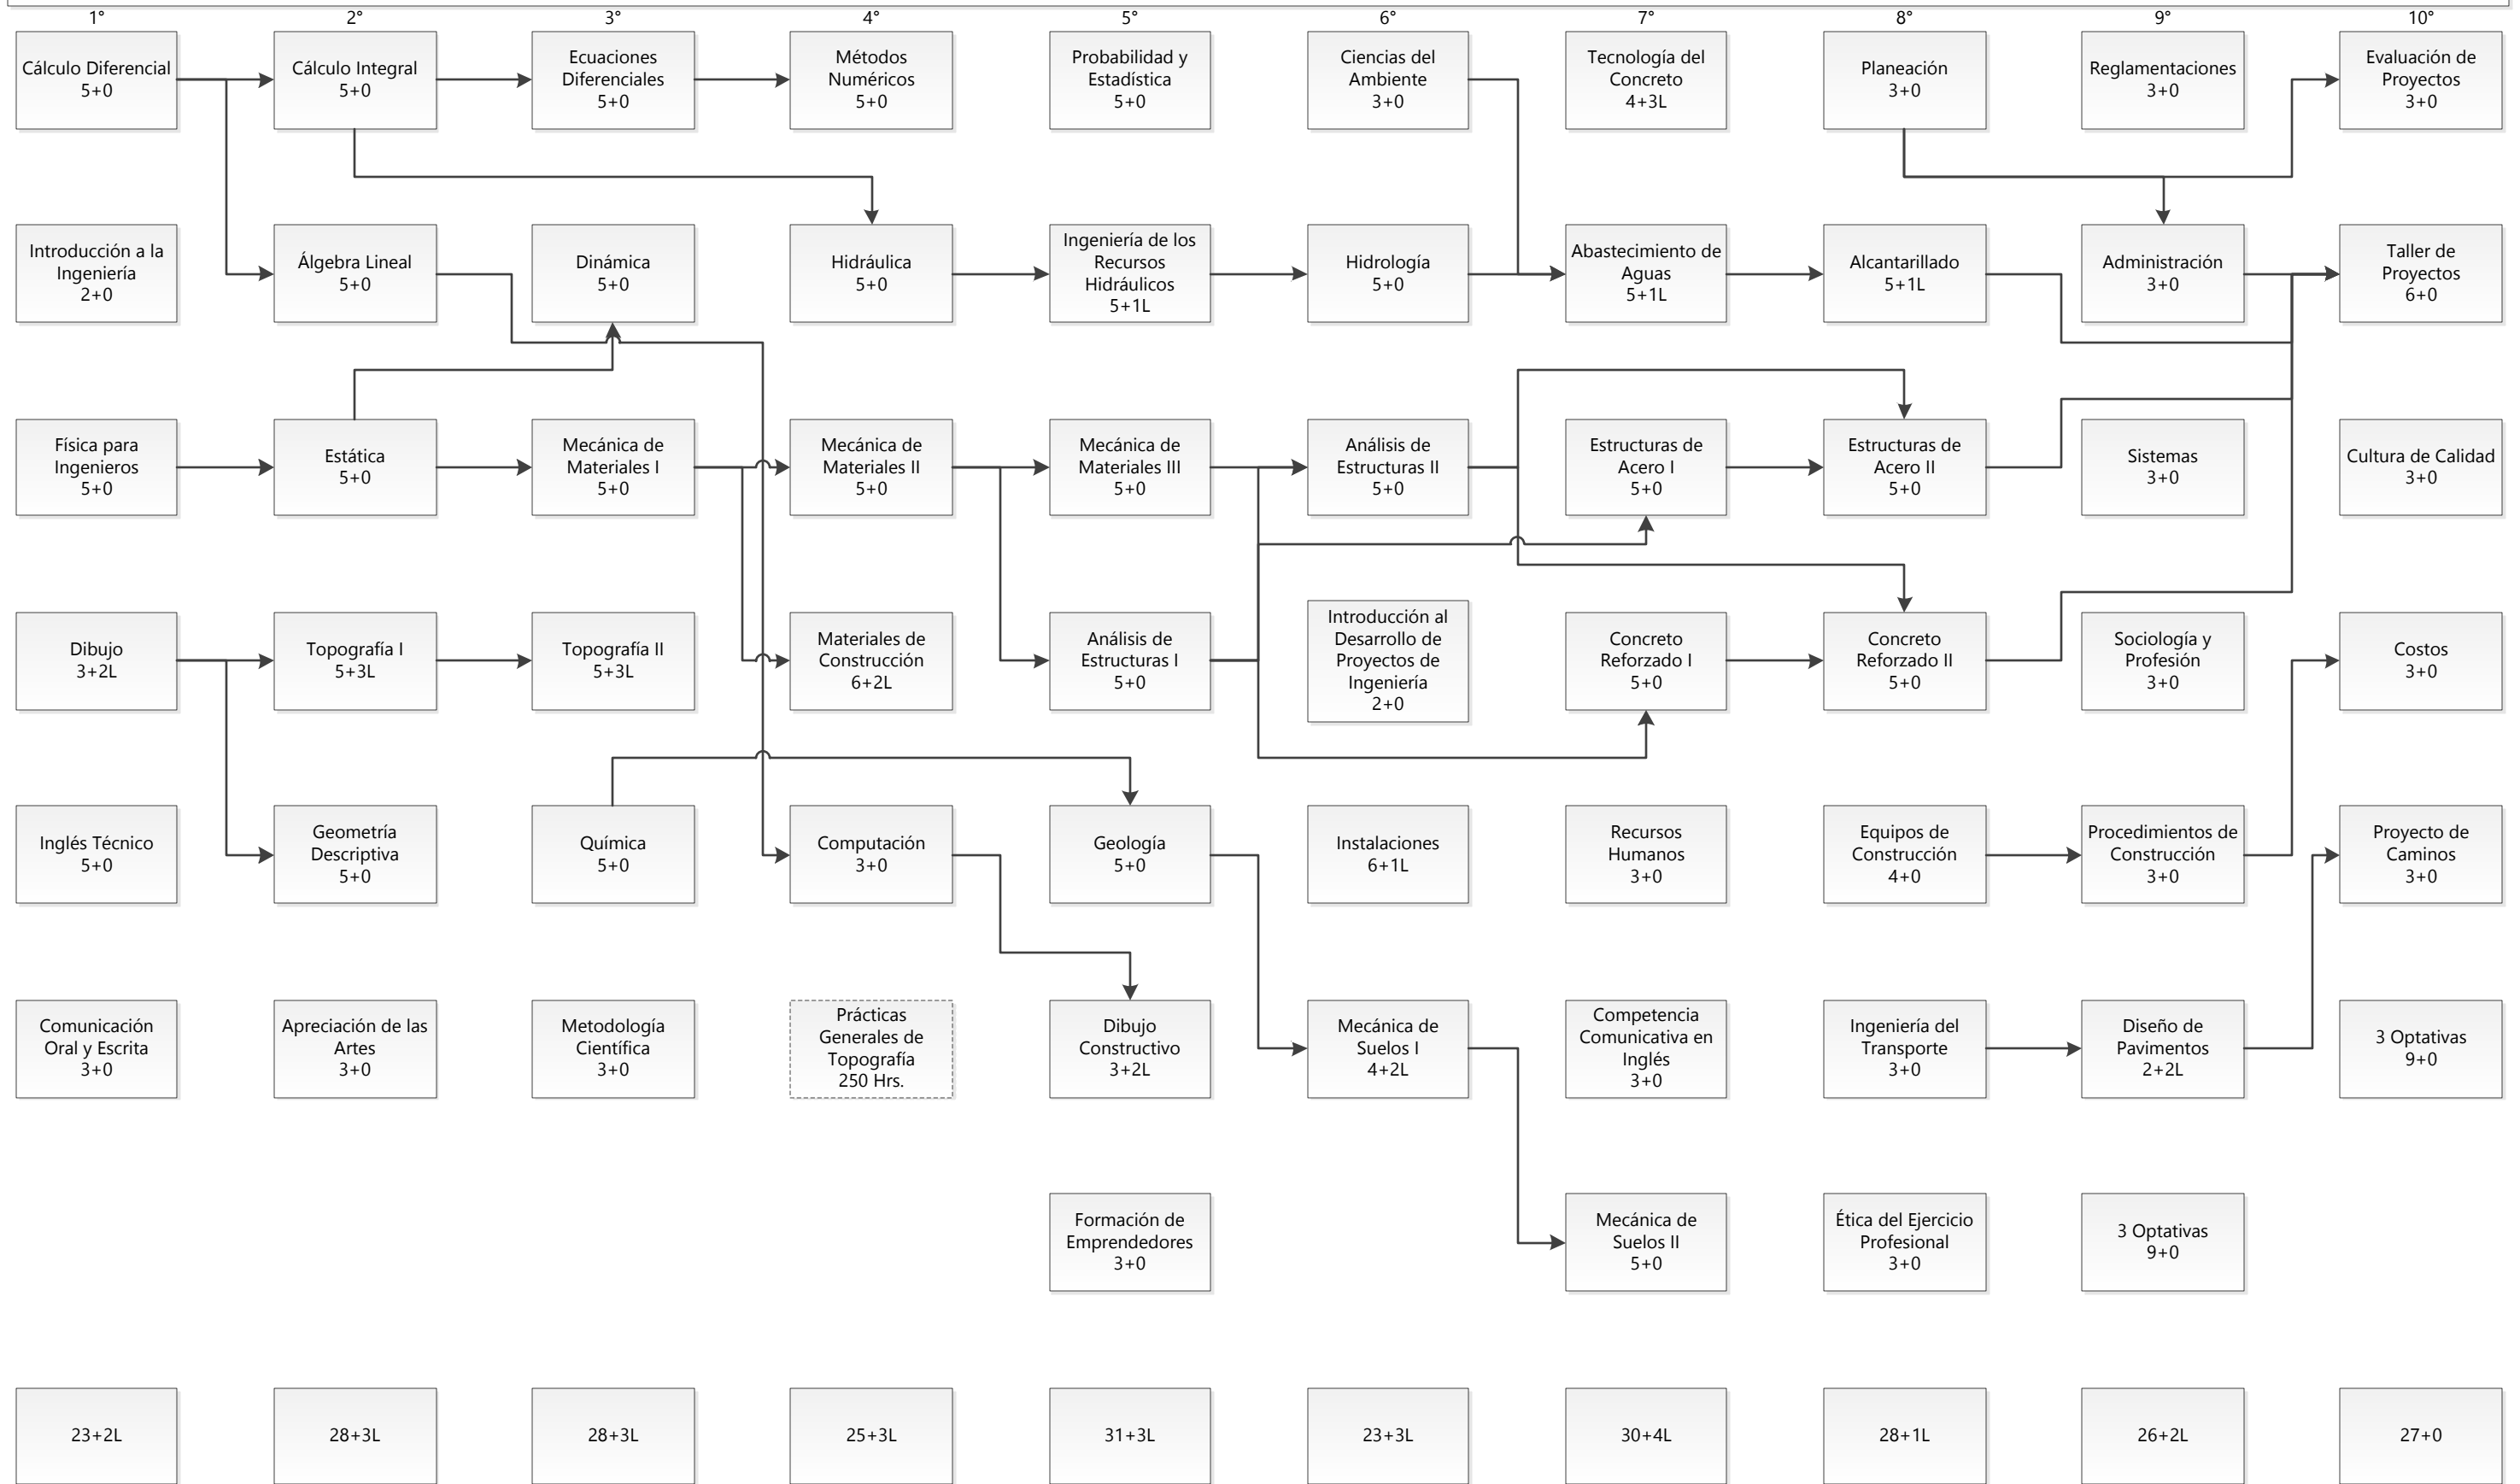 1°
2°
3°
4°
5°
6°
7°
8°
9°
10°
Cálculo Diferencial
5+0
Cálculo Integral
5+0
Ecuaciones
Diferenciales
5+0
Métodos
Numéricos
5+0
Probabilidad y
Estadística
5+0
Ciencias del
Ambiente
3+0
Tecnología del
Concreto
4+3L
Planeación
3+0
Reglamentaciones
3+0
Evaluación de
Proyectos
3+0
Introducción a la
Ingeniería
2+0
Álgebra Lineal
5+0
Dinámica
5+0
Hidráulica
5+0
Ingeniería de los
Recursos
Hidráulicos
5+1L
Hidrología
5+0
Abastecimiento de
Aguas
5+1L
Alcantarillado
5+1L
Administración
3+0
Taller de
Proyectos
6+0
Física para
Ingenieros
5+0
Estática
5+0
Mecánica de
Materiales I
5+0
Mecánica de
Materiales II
5+0
Mecánica de
Materiales III
5+0
Análisis de
Estructuras II
5+0
Estructuras de
Acero I
5+0
Estructuras de
Acero II
5+0
Sistemas
3+0
Cultura de Calidad
3+0
Dibujo
3+2L
Topografía I
5+3L
Topografía II
5+3L
Materiales de
Construcción
6+2L
Análisis de
Estructuras I
5+0
Introducción al
Desarrollo de
Proyectos de
Ingeniería
2+0
Concreto
Reforzado I
5+0
Concreto
Reforzado II
5+0
Sociología y
Profesión
3+0
Costos
3+0
Inglés Técnico
5+0
Geometría
Descriptiva
5+0
Química
5+0
Computación
3+0
Geología
5+0
Instalaciones
6+1L
Recursos
Humanos
3+0
Equipos de
Construcción
4+0
Procedimientos de
Construcción
3+0
Proyecto de
Caminos
3+0
Comunicación
Oral y Escrita
3+0
Apreciación de las
Artes
3+0
Metodología
Científica
3+0
Prácticas
Generales de
Topografía
250 Hrs.
Dibujo
Constructivo
3+2L
Mecánica de
Suelos I
4+2L
Competencia
Comunicativa en
Inglés
3+0
Ingeniería del
Transporte
3+0
Diseño de
Pavimentos
2+2L
3 Optativas
9+0
Formación de
Emprendedores
3+0
Mecánica de
Suelos II
5+0
Ética del Ejercicio
Profesional
3+0
3 Optativas
9+0
23+2L
28+3L
28+3L
25+3L
31+3L
23+3L
30+4L
28+1L
26+2L
27+0